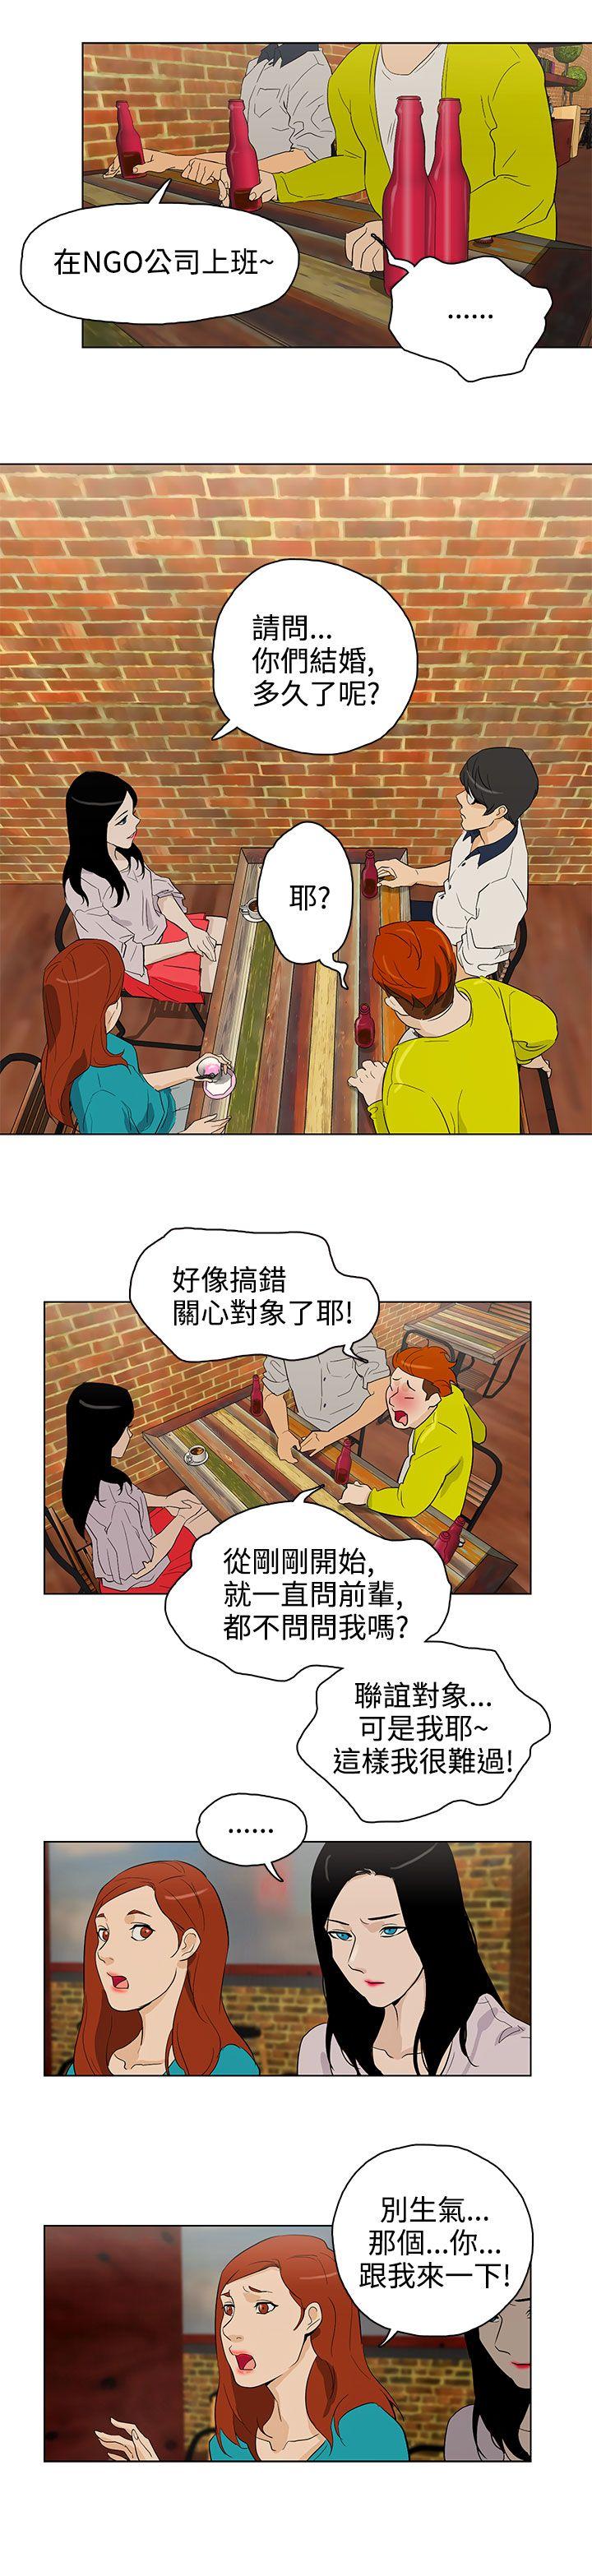 在NGO公司上班~
……
請問...
你們結婚,
多久了呢?
耶?
好像搞錯
關心對象了耶!
從剛剛開始,
就一直問前輩,
都不問問我嗎?
聯誼對象...
可是我耶~
這樣我很難過!
……
別生氣...
那個...你...
跟我來一下!